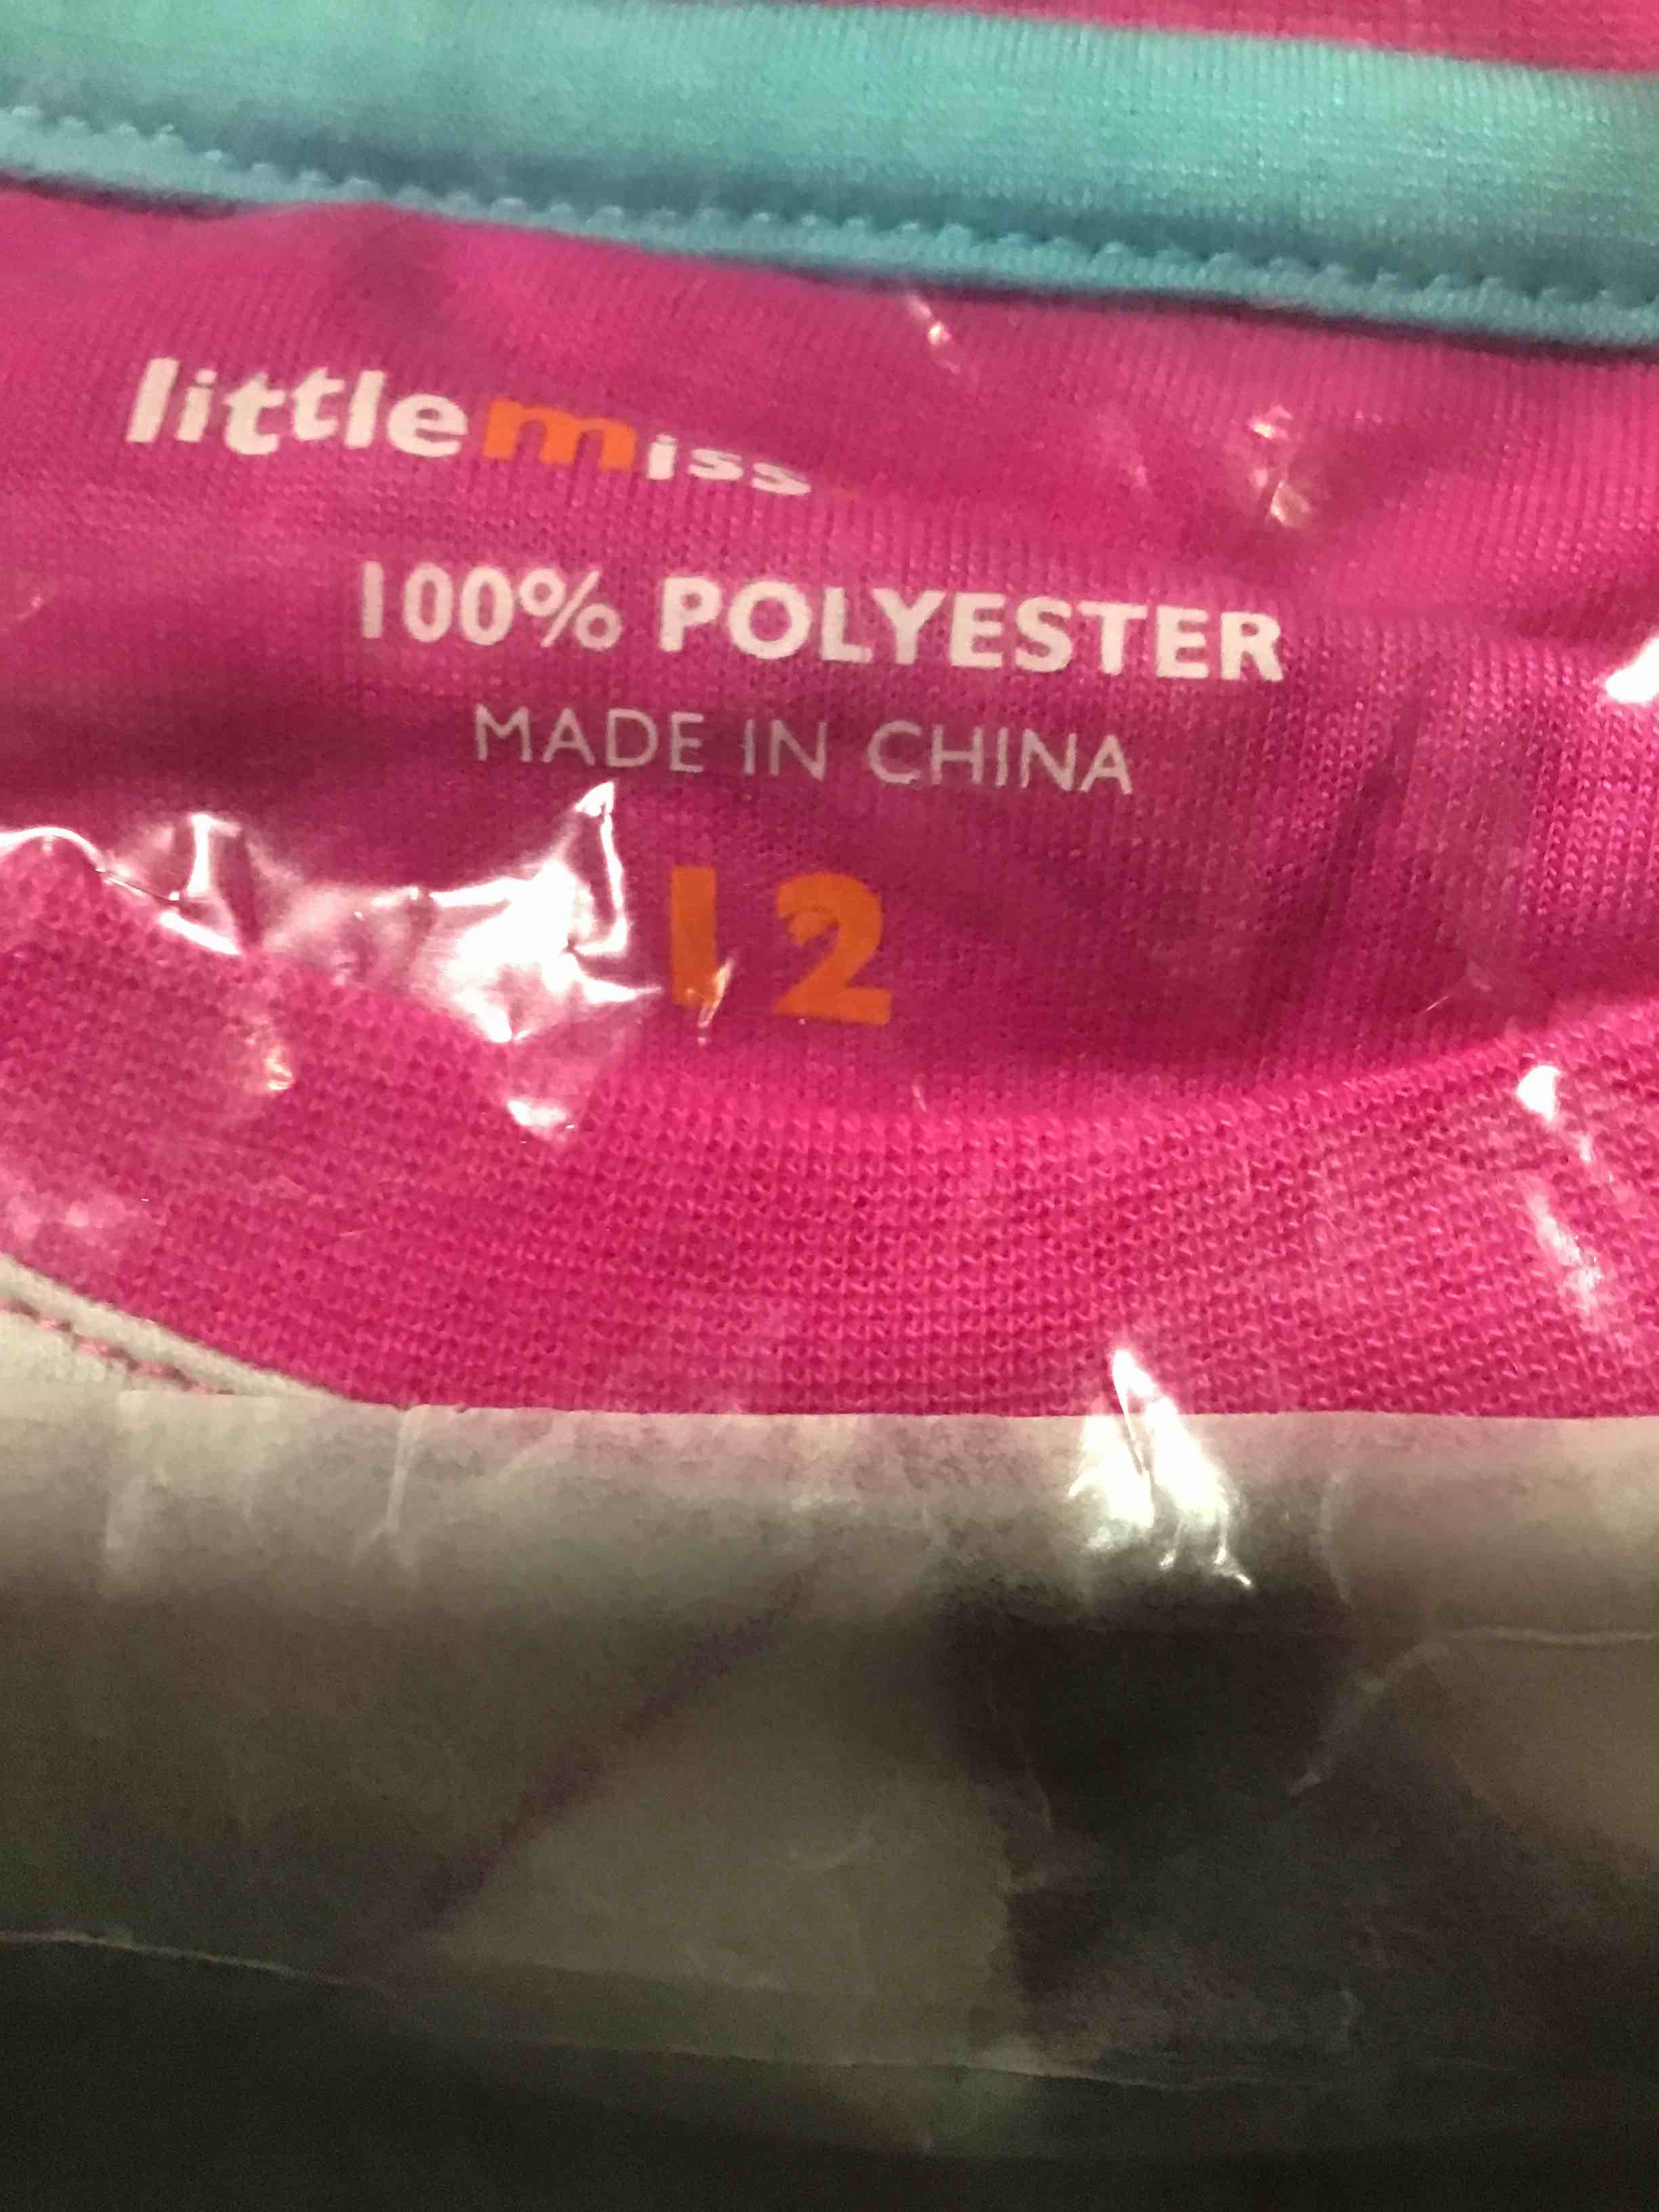 littlemiss
100% POLYESTER
MADE IN CHINA
12